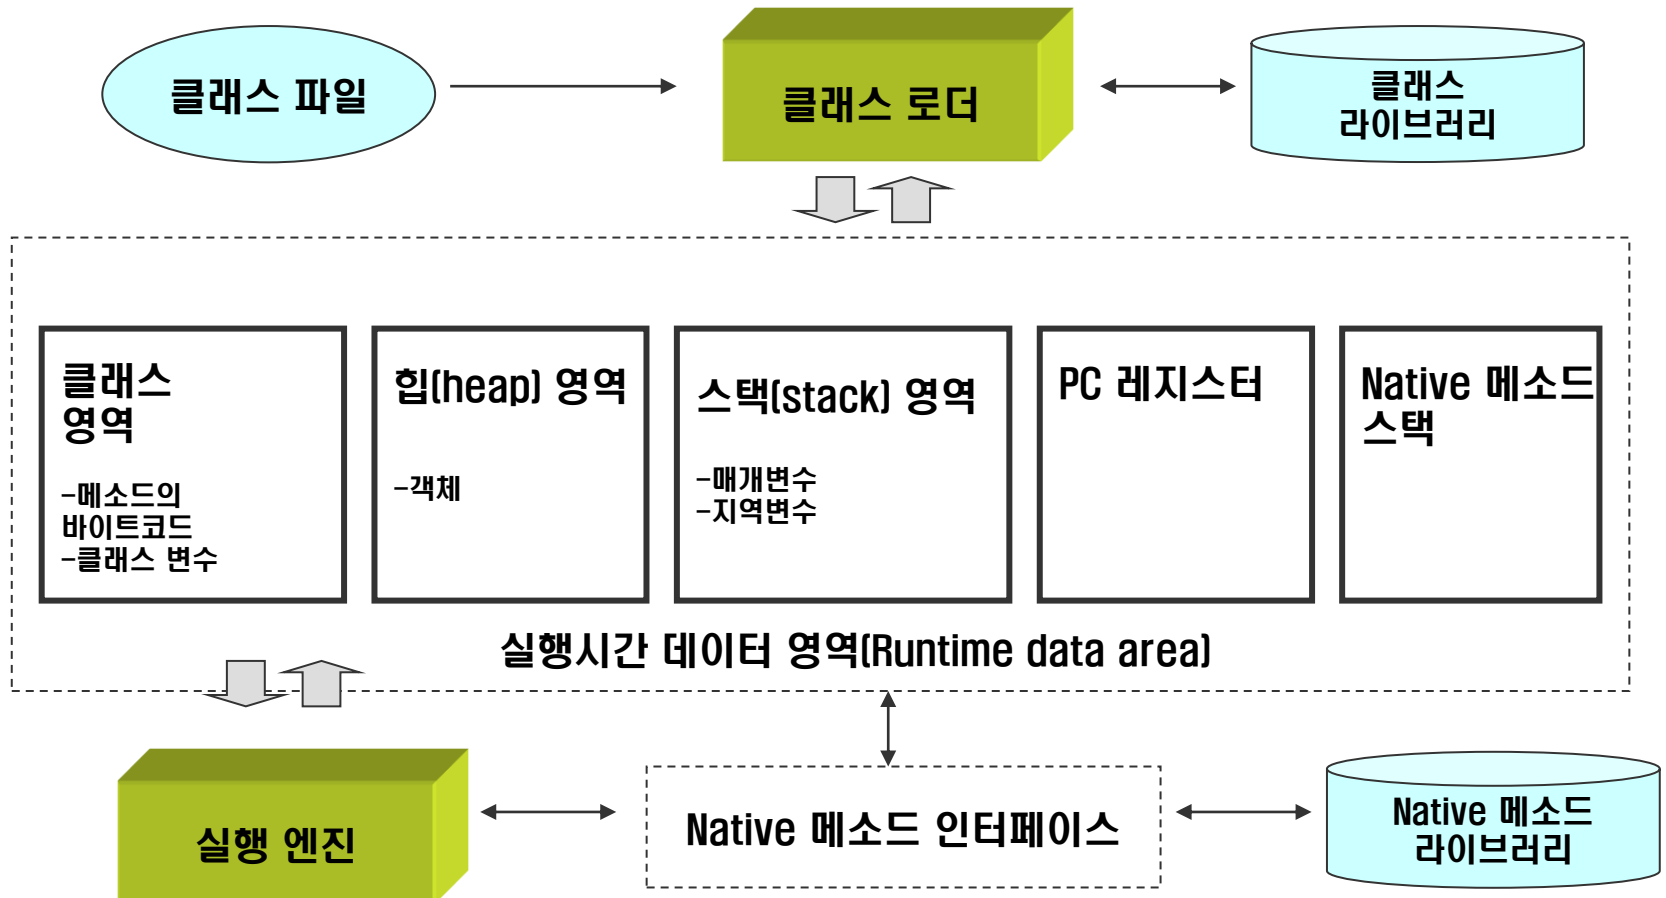 클래스 파일
클래스 로더
클래스
라이브러리
클래스
영역
-메소드의
바이트코드
-클래스 변수
힙(heap) 영역
-객체
스택(stack) 영역
-매개변수
-지역변수
PC 레지스터
Native 메소드
스택
실행시간 데이터 영역(Runtime data area)
실행 엔진
Native 메소드 인터페이스
Native 메소드
라이브러리